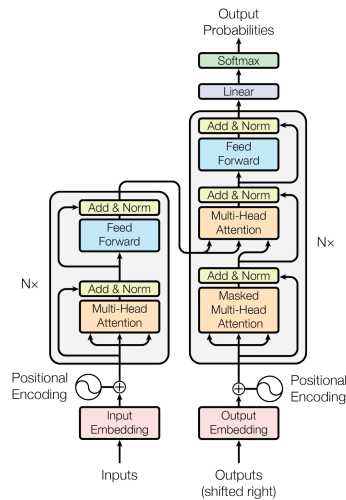 Output
Probabilities
Softmax
Linear
Add & Norm
Feed
Forward
Add & Norm
Multi-Head
Attention
Add & Norm
Masked
Multi-Head
Attention
N×
Add & Norm
Feed
Forward
N×
Add & Norm
Multi-Head
Attention
Positional
Encoding
Positional
Encoding
Input
Embedding
Output
Embedding
Inputs
Outputs
(shifted right)